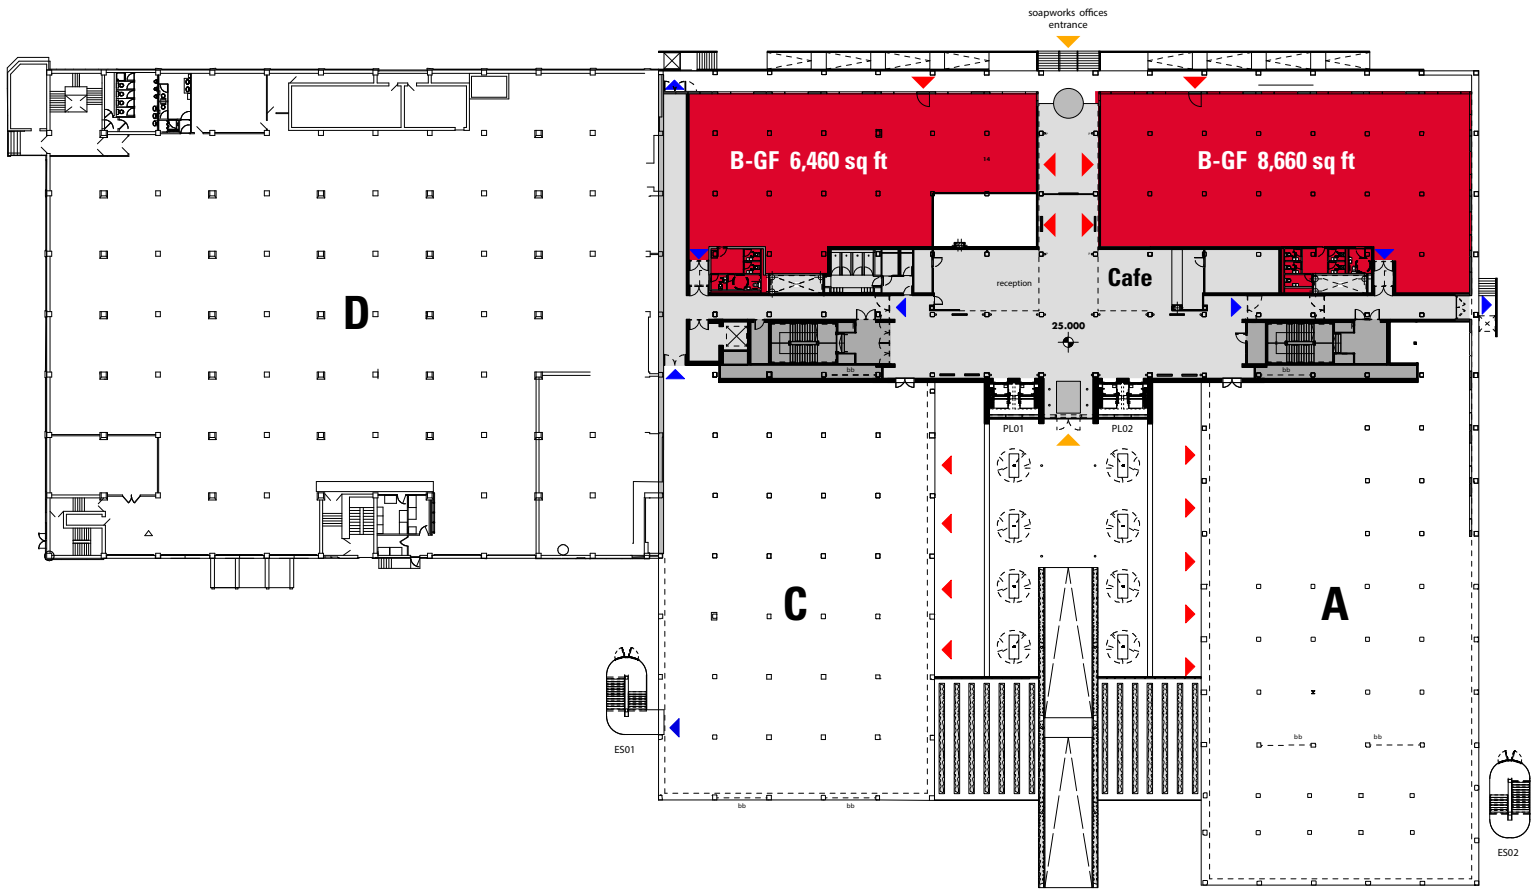 soapworks offices
entrance
B-GF 6,460 sq ft
B-GF 8,660 sq ft
Cafe
reception
D
25.000
bb
bb
PL01
PL02
C
A
ES01
bb
bb
bb
bb
ES02